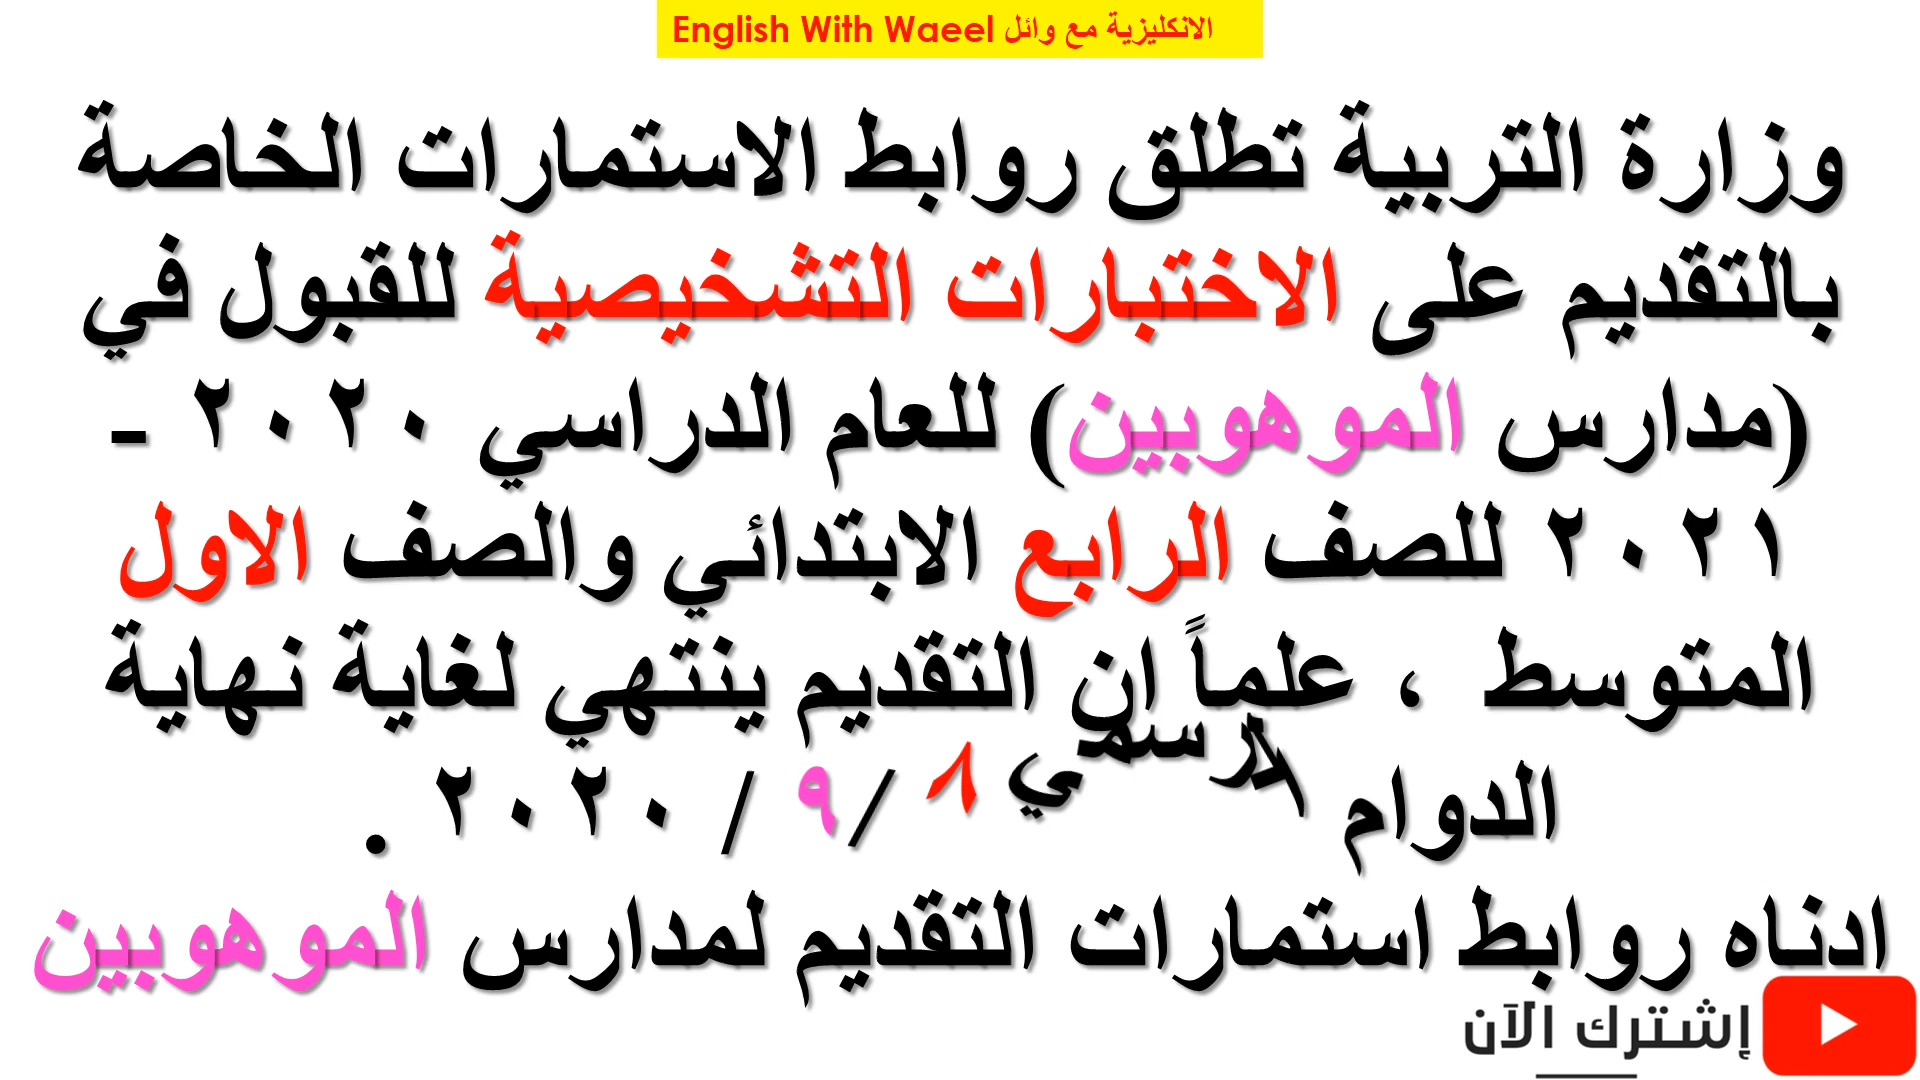 English With Waeel الانكليزية مع وائل
وزارة التربية تطلق روابط الاستمارات الخاصة
بالتقديم على الاختبارات التشخيصية للقبول في
(مدارس الموهوبين) للعام الدراسي ٢٠٢٠ -
٢٠٢١ للصف الرابع الابتدائي والصف الاول
المتوسط ، علماً ان التقديم ينتهي لغاية نهاية
الدوام الرسمي ٨ /٩ / ٢٠٢٠ .
ادناه روابط استمارات التقديم لمدارس الموهوبين
إشترك الآن